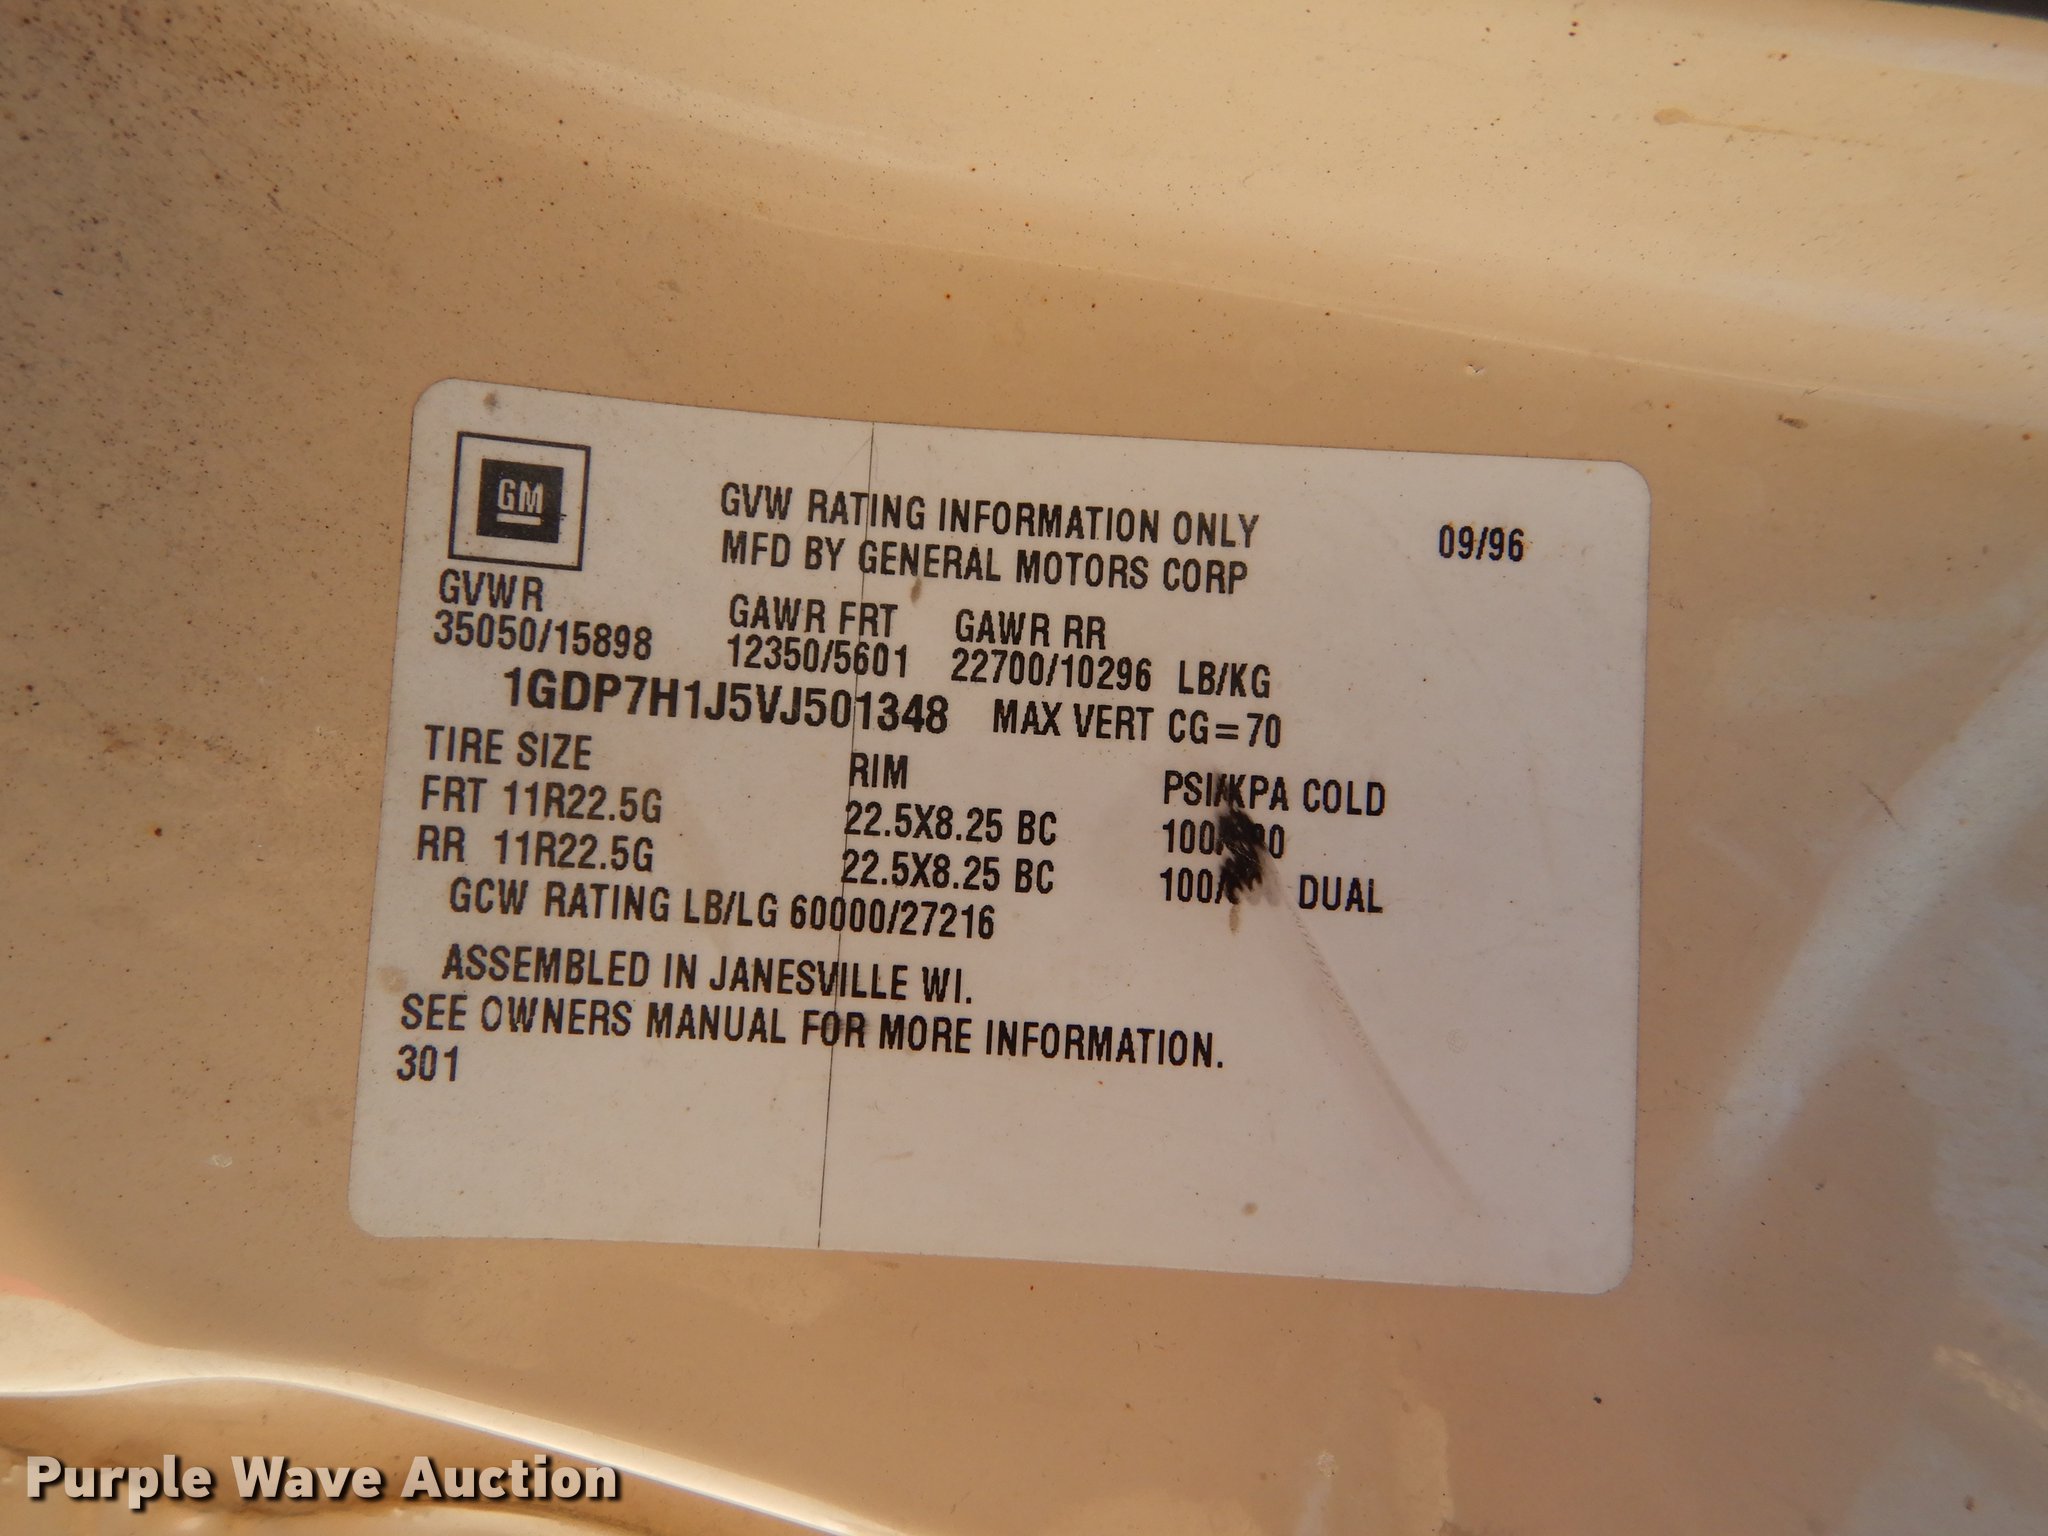 GM
GVW RATING INFORMATION ONLY 09/96
MFD BY GENERAL MOTORS CORP
GVWR GAWR FRT GAWR RR
35050/15898 12350/5601 22700/10296 LB/KG
1GDP7H1J5VJ501348 MAX VERT CG=70
TIRE SIZE RIM PSI/KPA COLD
FRT 11R22.5G 22.5X8.25 BC
RR 11R22.5G 22.5X8.25 BC DUAL
GCW RATING LB/LG 60000/27216
ASSEMBLED IN JANESVILLE WI.
SEE OWNERS MANUAL FOR MORE INFORMATION.
301
Purple Wave Auction